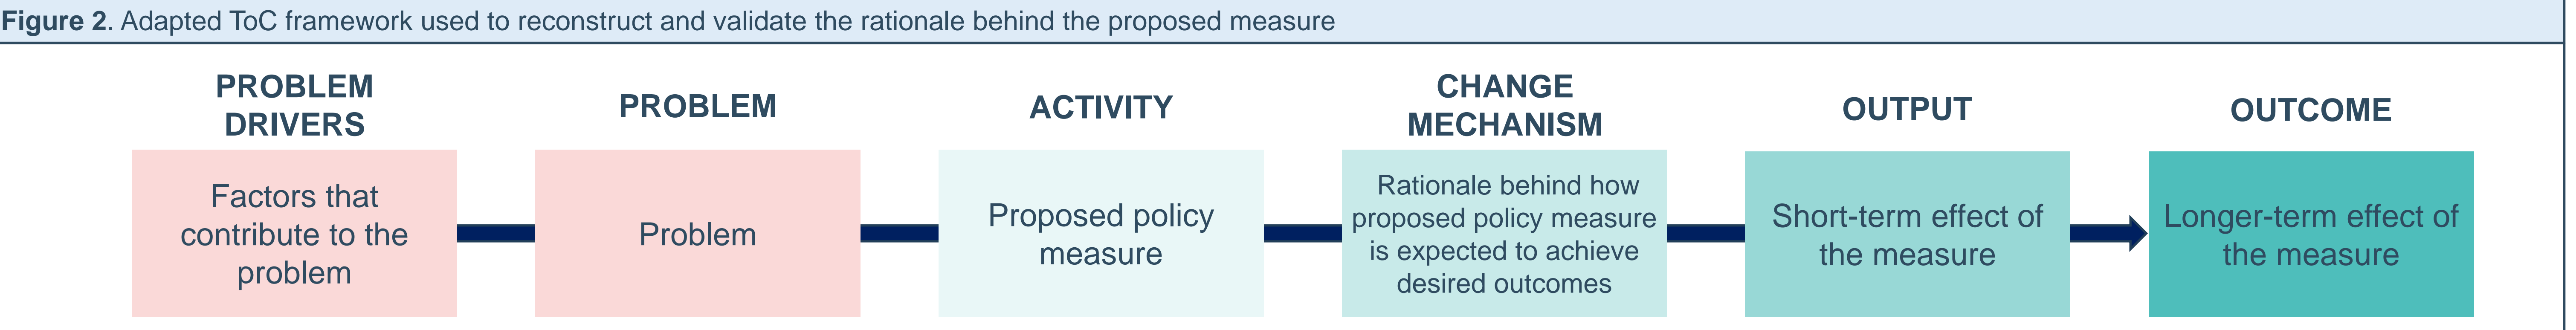 Figure 2. Adapted ToC framework used to reconstruct and validate the rationale behind the proposed measure
PROBLEM
DRIVERS
PROBLEM
ACTIVITY
CHANGE
MECHANISM
OUTPUT
OUTCOME
Factors that
contribute to the
problem
Problem
Proposed policy
measure
Rationale behind how
proposed policy measure
is expected to achieve
desired outcomes
Short-term effect of
the measure
Longer-term effect of
the measure